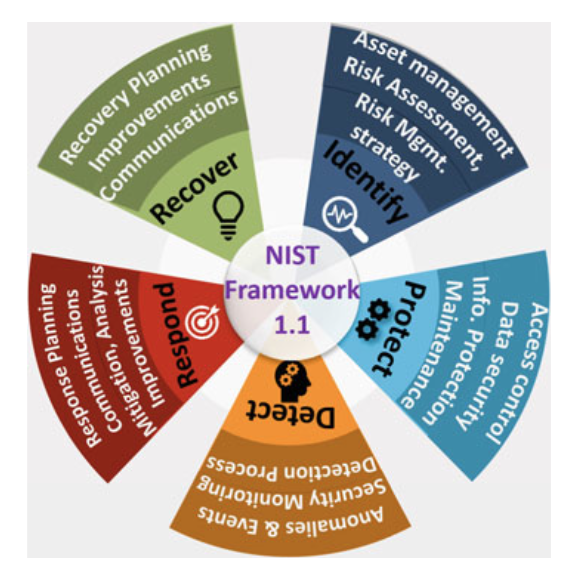 NIST
Framework
1.1
Identify
Asset management
Risk Assessment,
Risk Mgmt.
strategy
Protect
Access control
Data security
Info. Protection
Maintenance
Detect
Anomalies & Events
Security Monitoring
Detection Process
Respond
Response Planning
Communications
Mitigation, Analysis
Improvements
Recover
Recovery Planning
Improvements
Communications